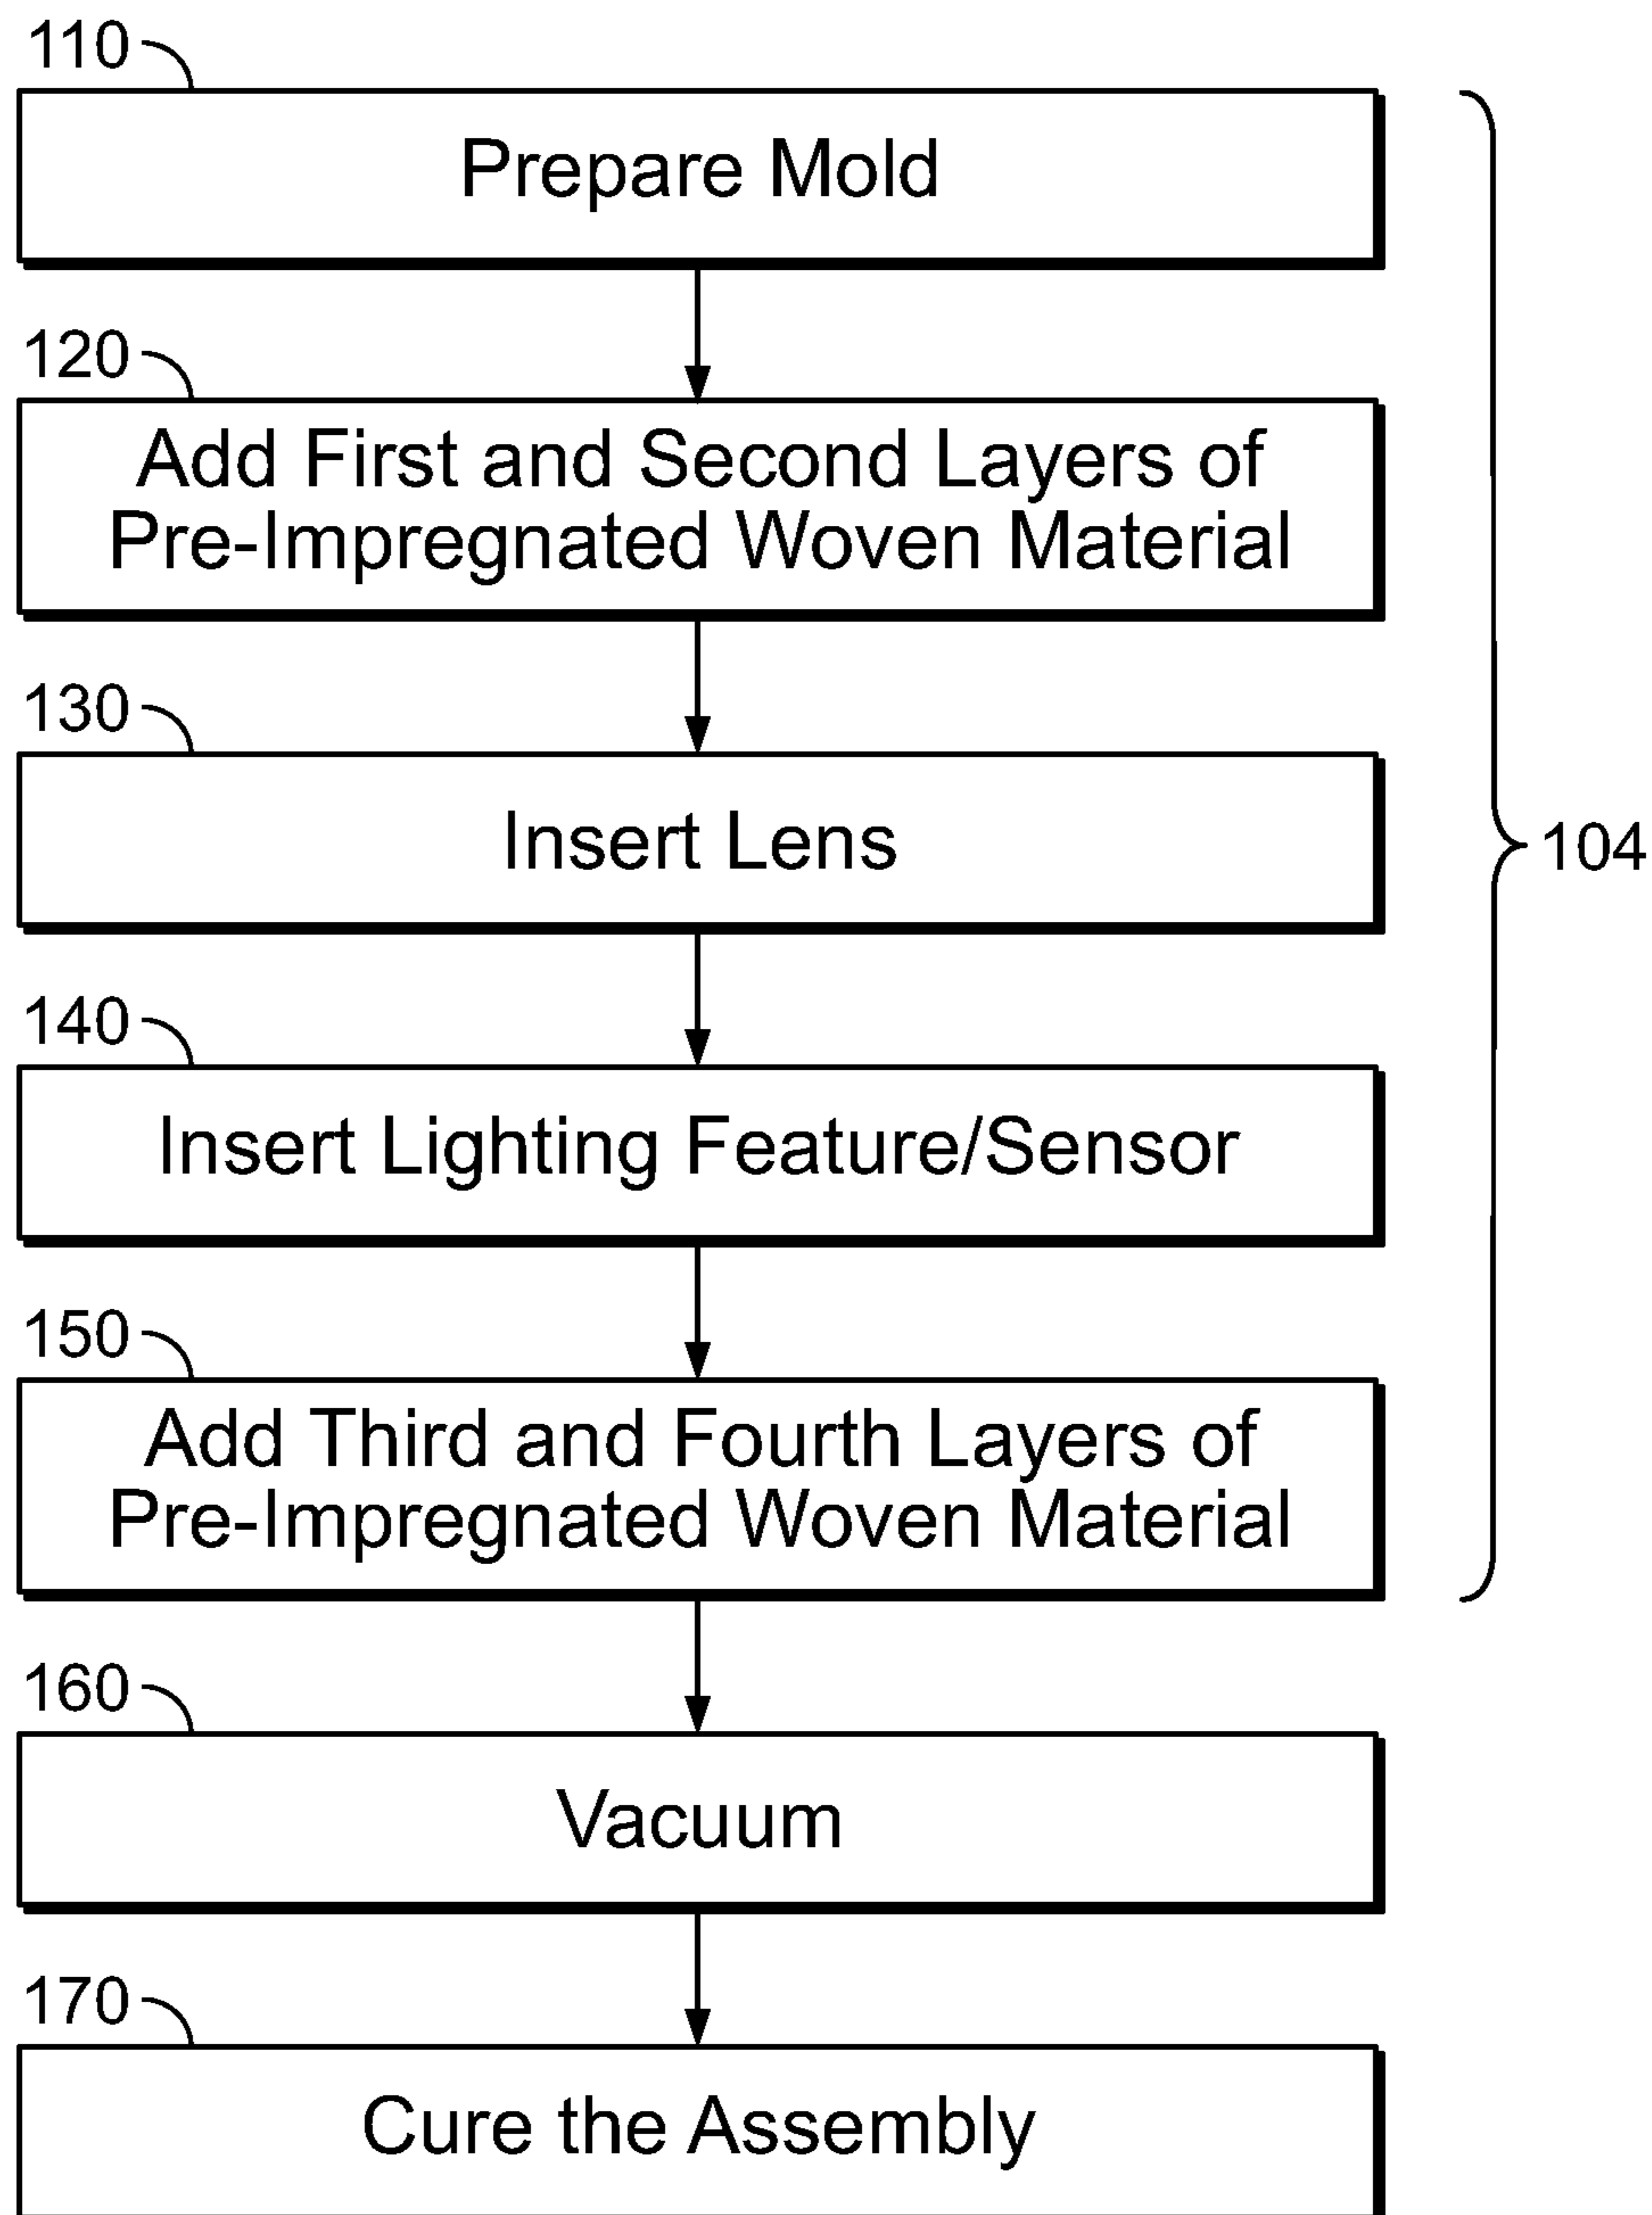 110
Prepare Mold
120
Add First and Second Layers of
Pre-Impregnated Woven Material
130
Insert Lens
104
140
Insert Lighting Feature/Sensor
150
Add Third and Fourth Layers of
Pre-Impregnated Woven Material
160
Vacuum
170
Cure the Assembly